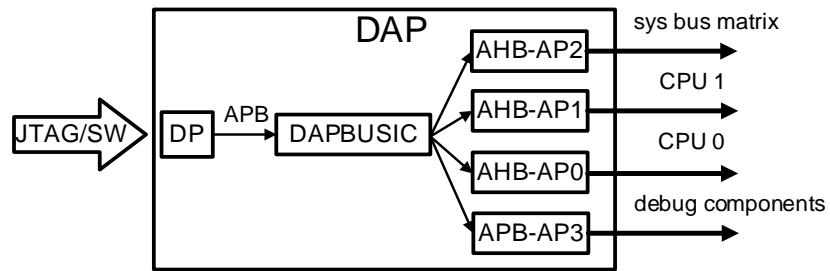 DAP
sys bus matrix
AHB-AP2
CPU 1
AHB-AP1
JTAG/SW
DP
APB
DAPBUSIC
CPU 0
AHB-AP0
debug components
APB-AP3